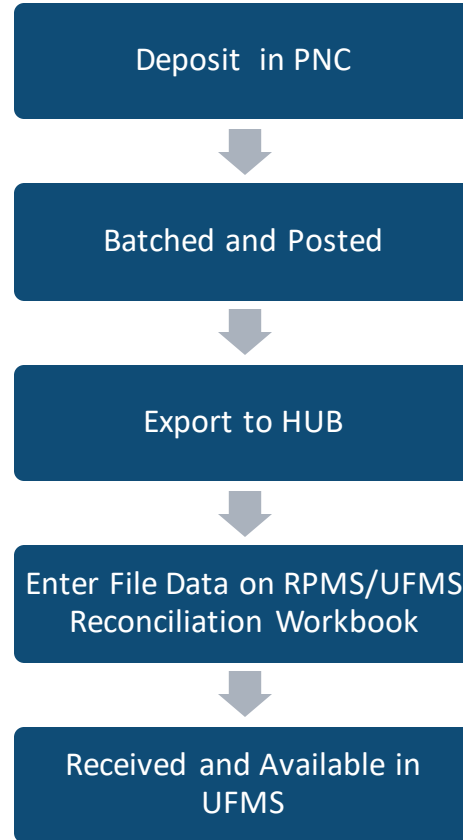 Deposit in PNC
Batched and Posted
Export to HUB
Enter File Data on RPMS/UFMS
Reconciliation Workbook
Received and Available in
UFMS